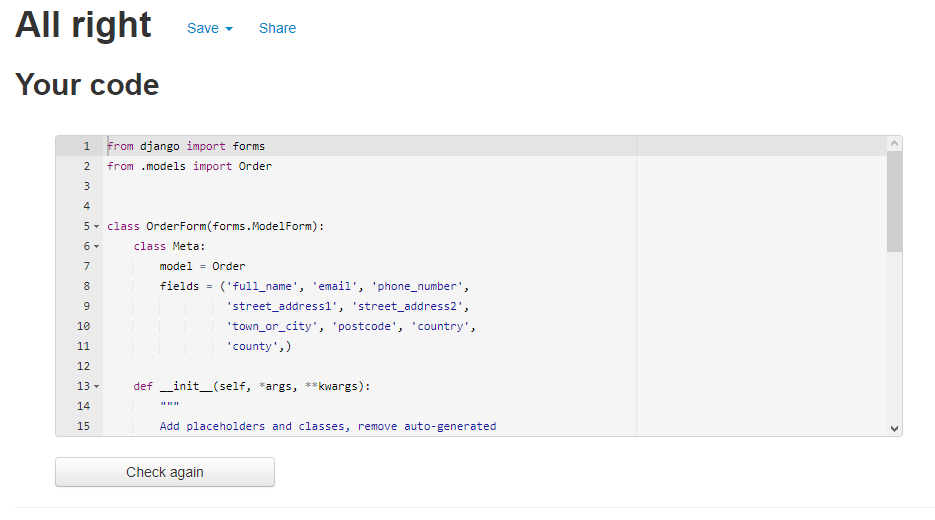 All right
Save
Share
Your code
1 from django import forms
2 from .models import Order
3
4
5 class OrderForm(forms.ModelForm):
6     class Meta:
7         model = Order
8         fields = ('full_name', 'email', 'phone_number',
9                   'street_address1', 'street_address2',
10                   'town_or_city', 'postcode', 'country',
11                   'county',)
12
13     def __init__(self, *args, **kwargs):
14         """
15         Add placeholders and classes, remove auto-generated
Check again